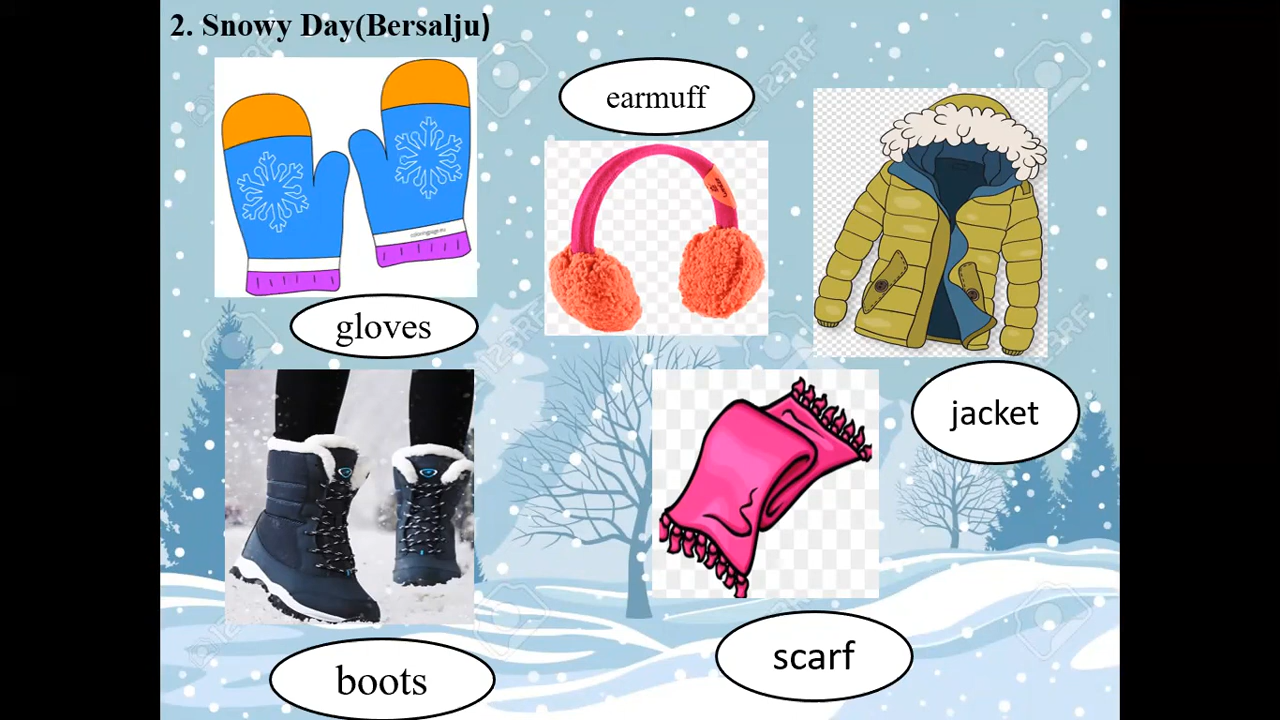 2. Snowy Day(Bersalju)
earmuff
gloves
jacket
boots
scarf